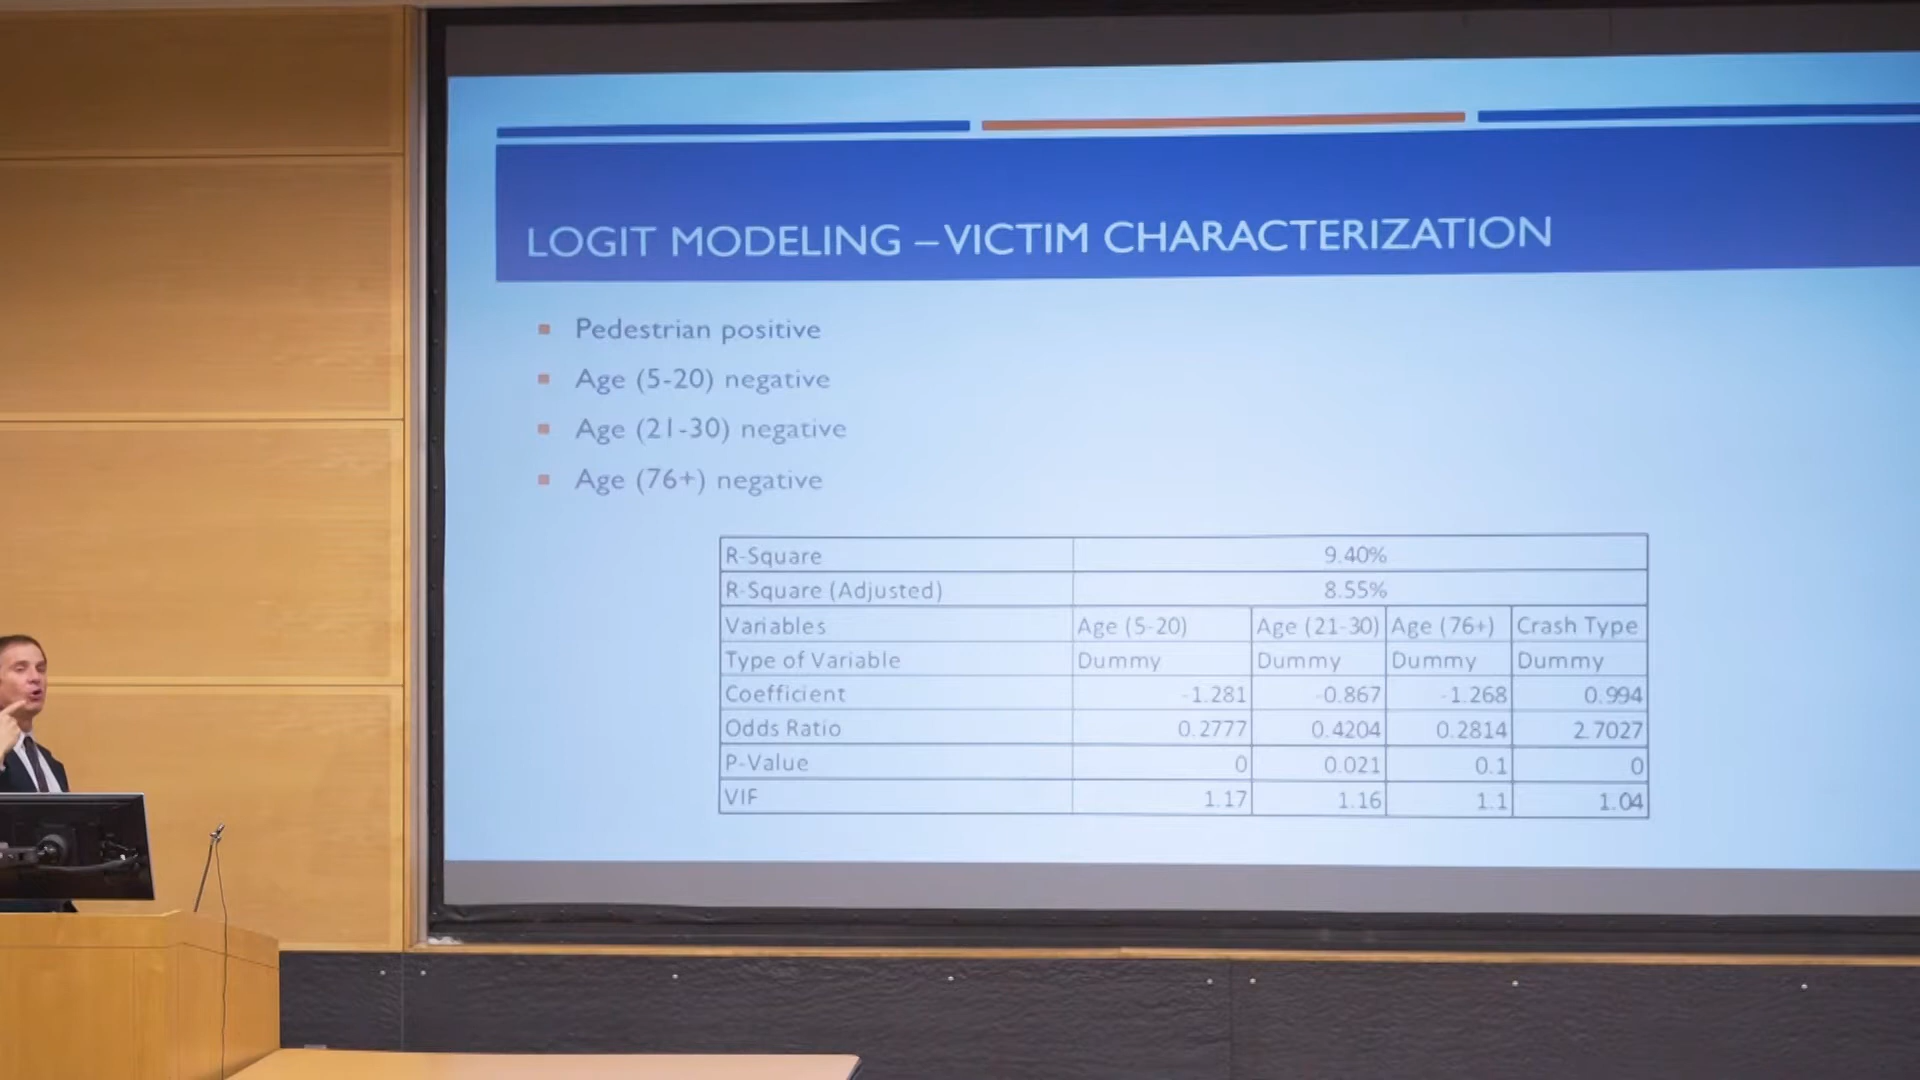 LOGIT MODELING – VICTIM CHARACTERIZATION
Pedestrian positive
Age (5-20) negative
Age (21-30) negative
Age (76+) negative
R-Square 9.40%
R-Square (Adjusted) 8.55%
Variables Age (5-20) Age (21-30) Age (76+) Crash Type
Type of Variable Dummy Dummy Dummy Dummy
Coefficient -1.281 -0.867 -1.268 0.994
Odds Ratio 0.2777 0.4204 0.2814 2.7027
P-Value 0 0.021 0.1 0
VIF 1.17 1.16 1.1 1.04